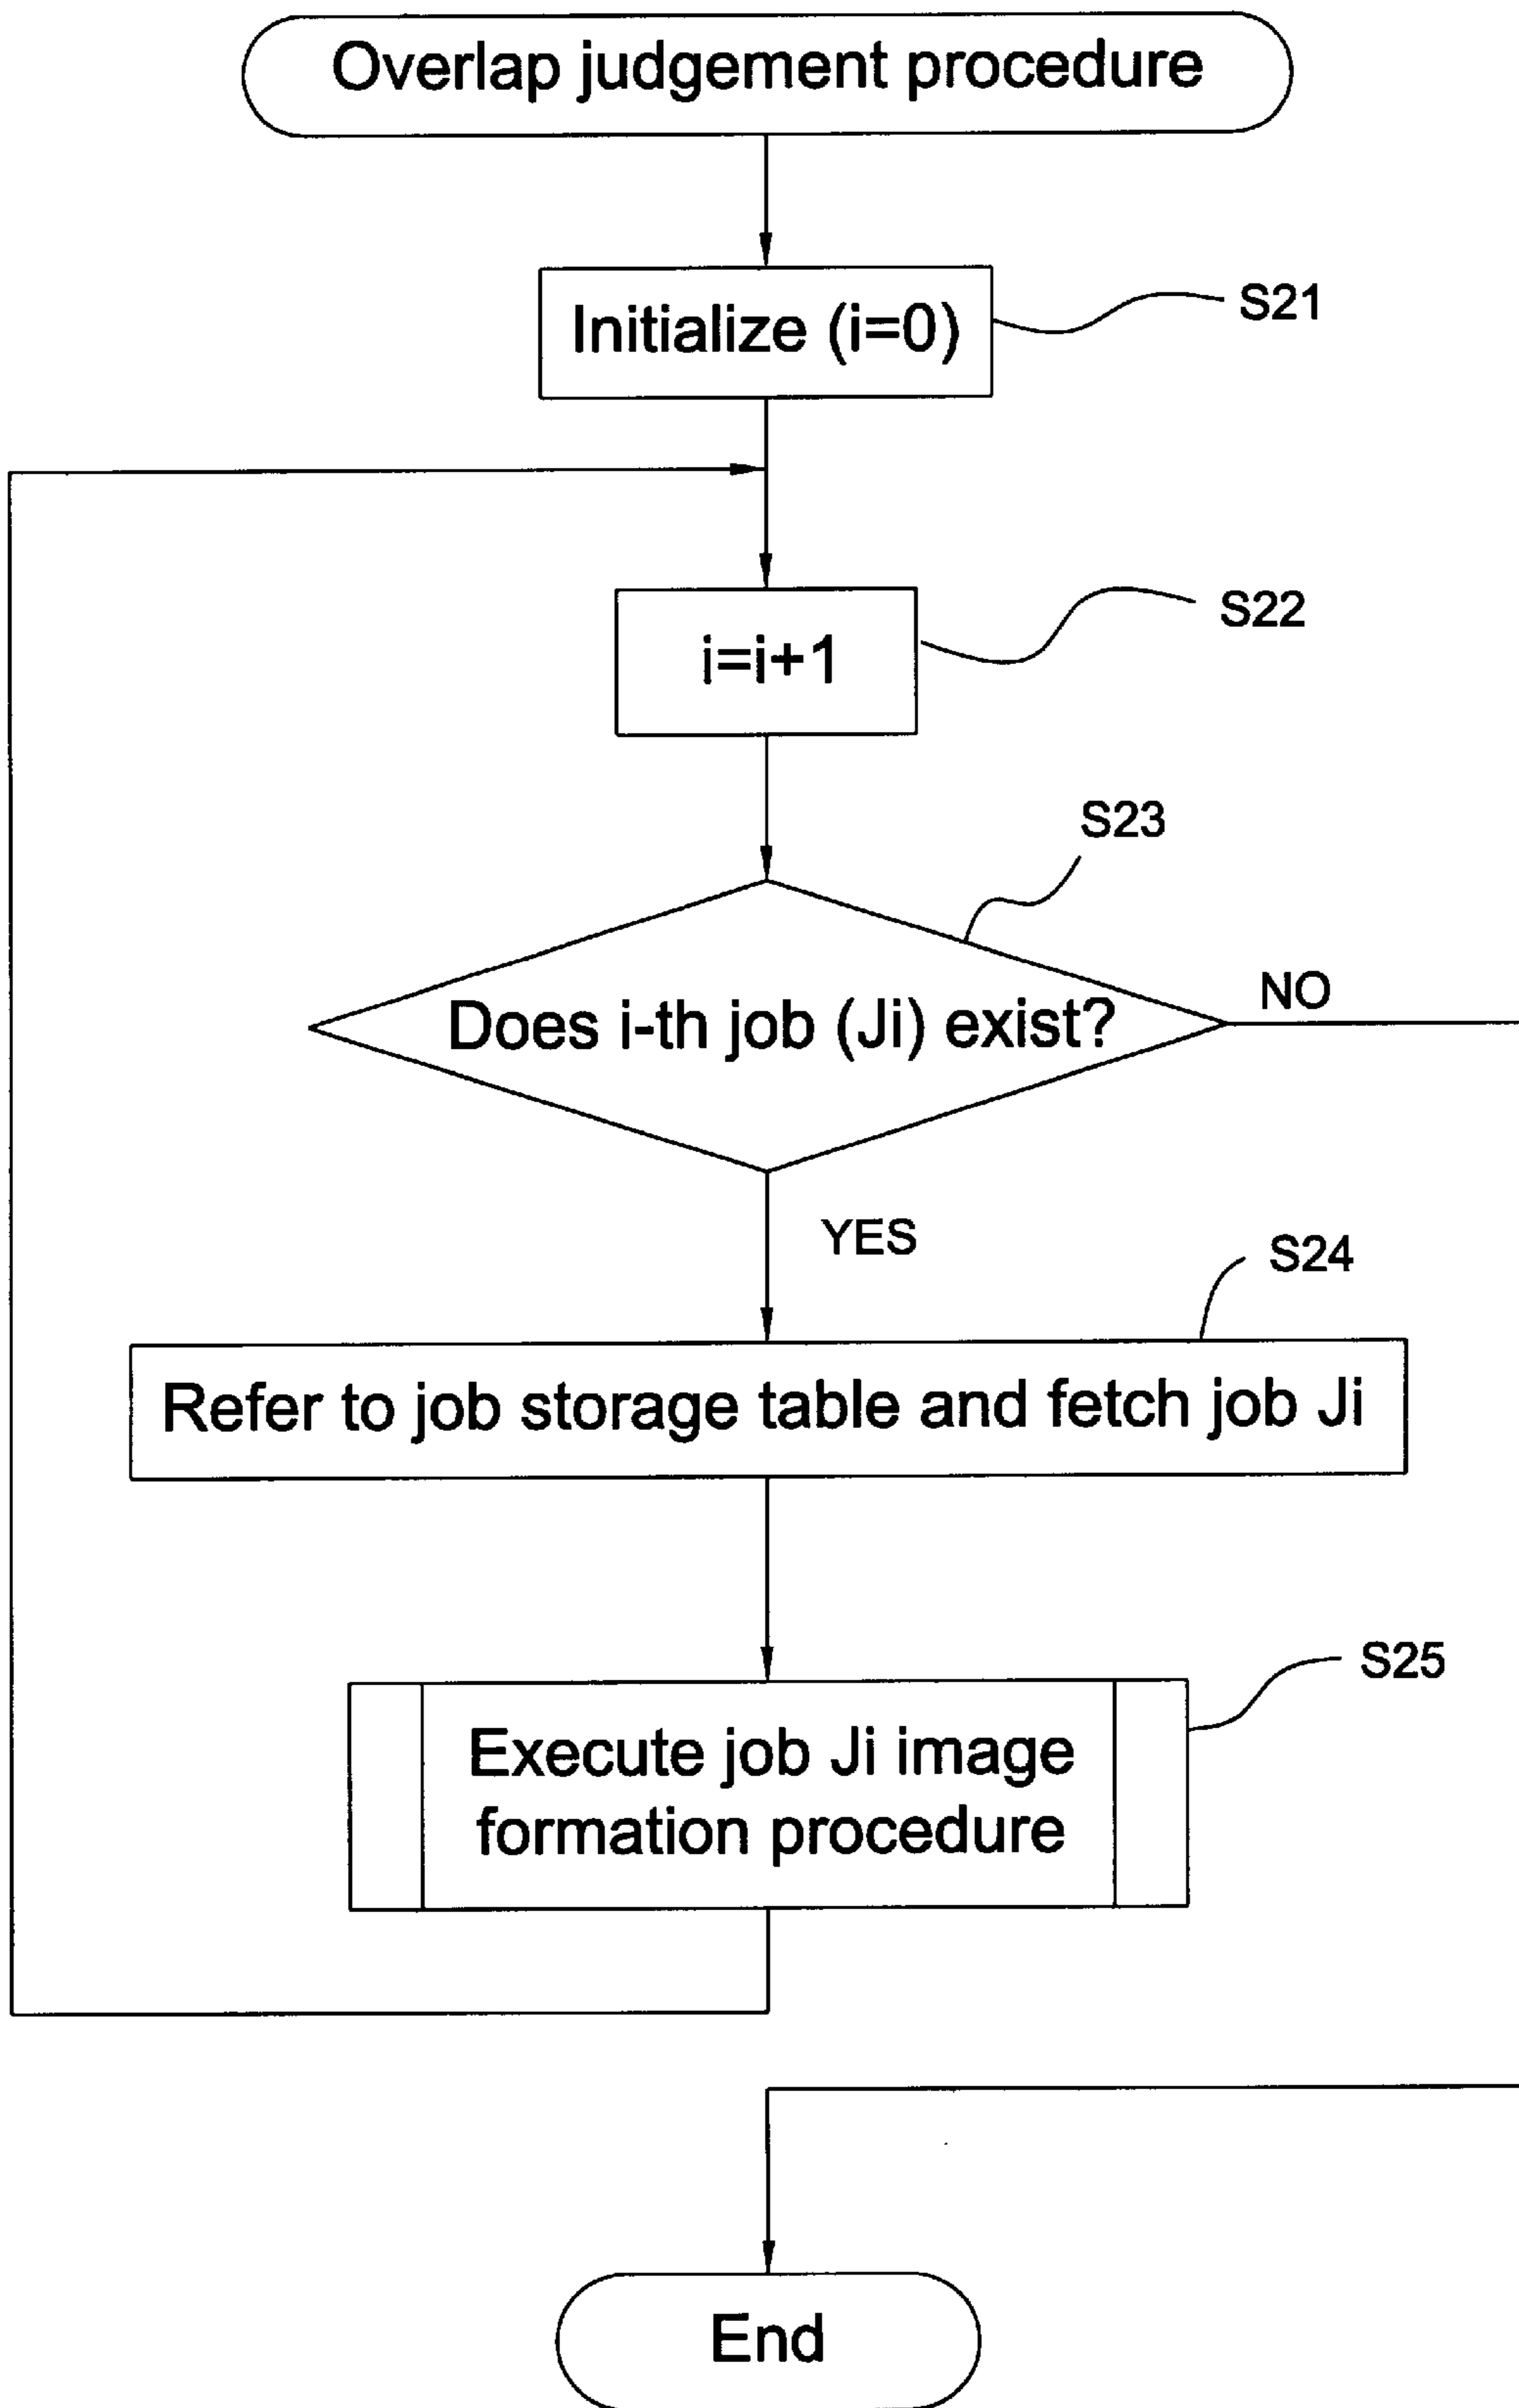 Overlap judgement procedure
Initialize (i=0)
S21
i=i+1
S22
S23
Does i-th job (Ji) exist?
NO
YES
S24
Refer to job storage table and fetch job Ji
S25
Execute job Ji image
formation procedure
End